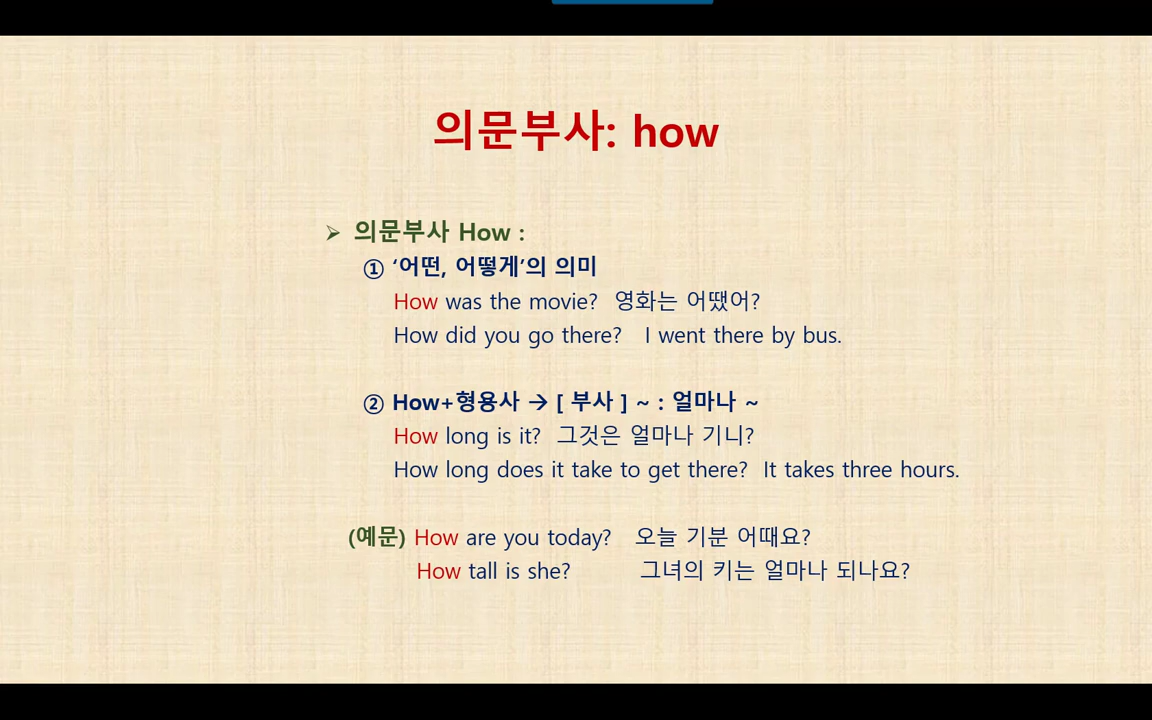 의문부사: how
➢ 의문부사 How :
① ‘어떤, 어떻게’의 의미
How was the movie? 영화는 어땠어?
How did you go there? I went there by bus.
② How+형용사 → [ 부사 ] ~ : 얼마나 ~
How long is it? 그것은 얼마나 기니?
How long does it take to get there? It takes three hours.
(예문) How are you today? 오늘 기분 어때요?
How tall is she? 그녀의 키는 얼마나 되나요?